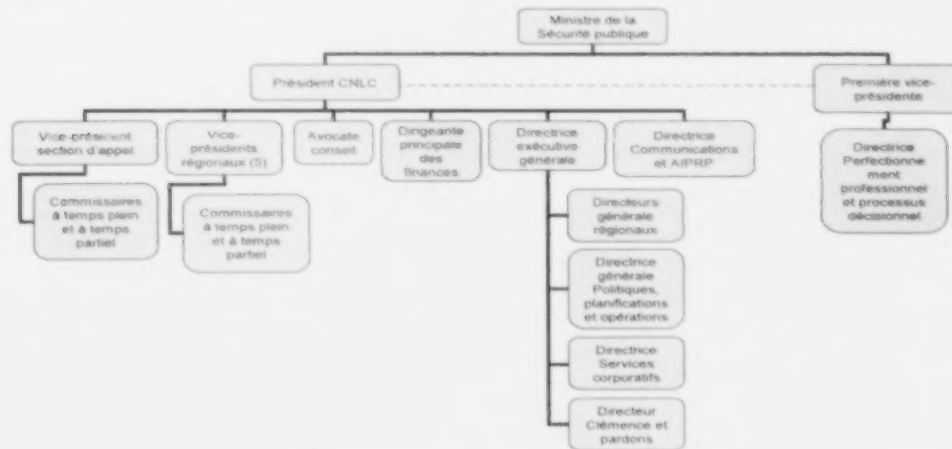 Ministre de la
Sécurité publique
Président CNLC
Première vice-
présidente
Vice-président
section d'appel
Vice-
présidents
régionaux (5)
Avocate
conseil
Dirigeante
principale
des
finances
Directrice
exécutive
générale
Directrice
Communications
et AIPRP
Directrice
Perfectionne
ment
professionnel
et processus
décisionnel
Commissaires
à temps plein
et à temps
partiel
Commissaires
à temps plein
et à temps
partiel
Directeurs
générale
régionaux
Directrice
générale
Politiques,
planifications
et opérations
Directrice
Services
corporatifs
Directeur
Clémence et
pardons